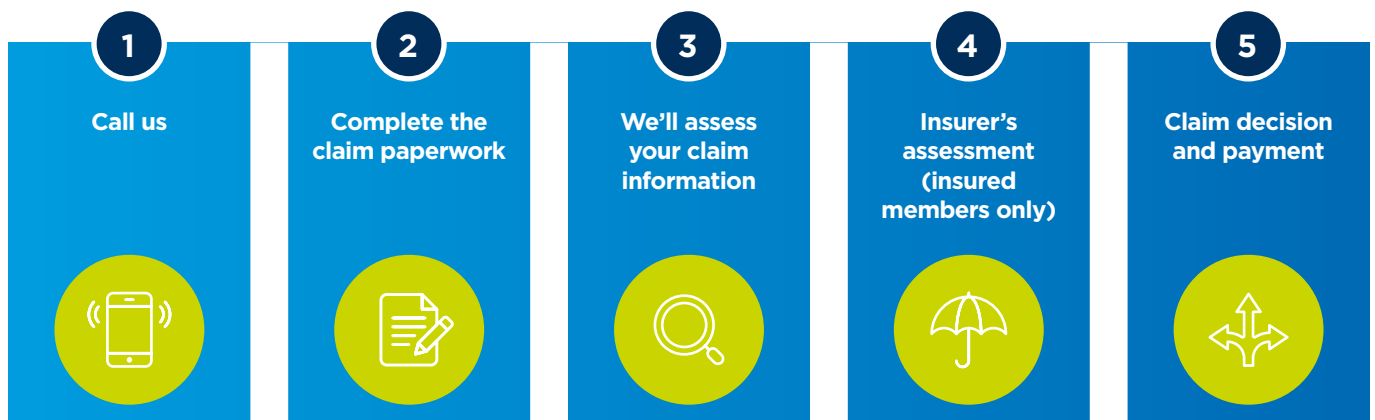 1
Call us
2
Complete the
claim paperwork
3
We'll assess
your claim
information
4
Insurer's
assessment
(insured
members only)
5
Claim decision
and payment